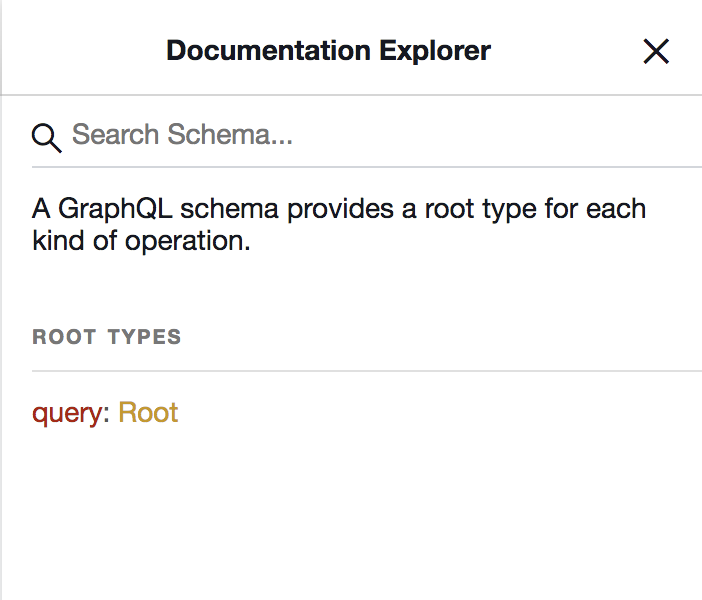 Documentation Explorer
Search Schema...
A GraphQL schema provides a root type for each
kind of operation.
ROOT TYPES
query: Root